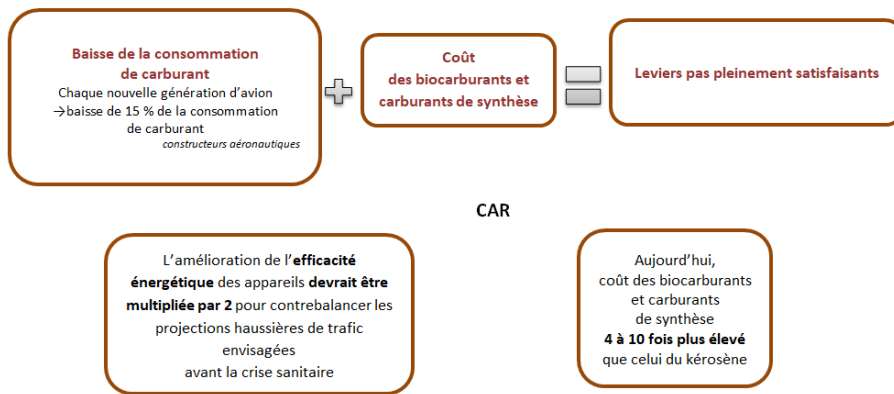 Baisse de la consommation
de carburant
Chaque nouvelle génération d'avion
→baisse de 15 % de la consommation
de carburant
constructeurs aéronautiques
Coût
des biocarburants et
carburants de synthèse
Leviers pas pleinement satisfaisants
CAR
L'amélioration de l'efficacité
énergétique des appareils devrait être
multipliée par 2 pour contrebalancer les
projections haussières de trafic
envisagées
avant la crise sanitaire
Aujourd'hui,
coût des biocarburants
et carburants
de synthèse
4 à 10 fois plus élevé
que celui du kérosène